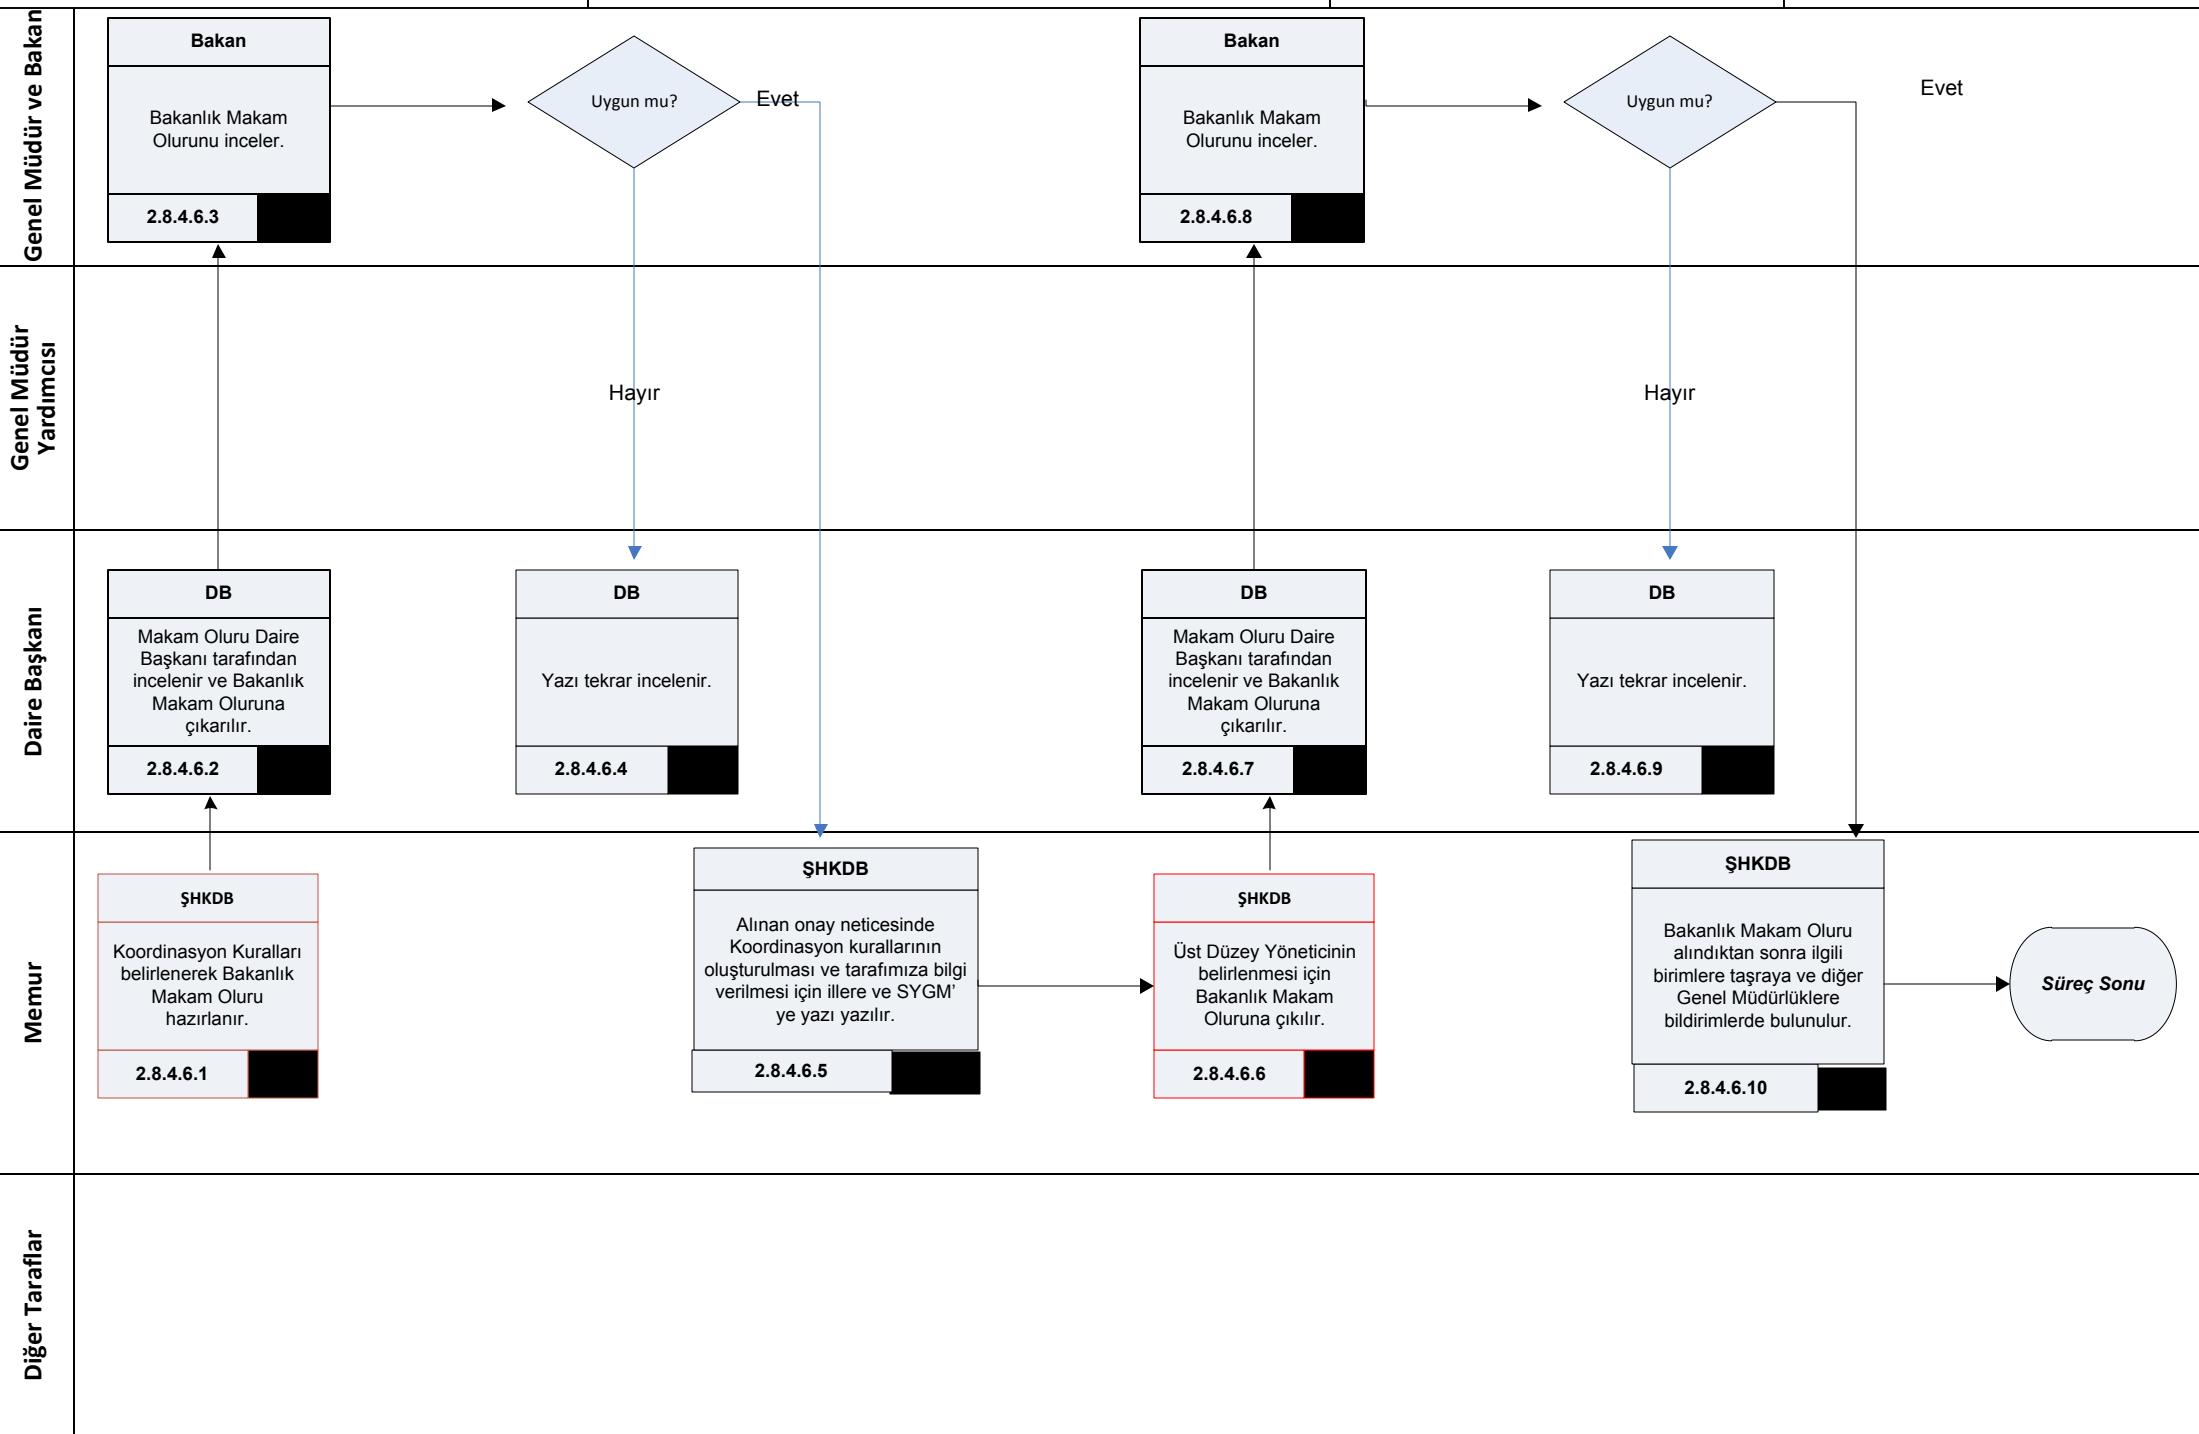 Genel Müdür ve Bakan
Bakan
Bakanlık Makam
Olurunu inceler.
2.8.4.6.3
Uygun mu?
Evet
Bakan
Bakanlık Makam
Olurunu inceler.
2.8.4.6.8
Uygun mu?
Evet
Genel Müdür
Yardımcısı
Hayır
Hayır
Daire Başkanı
DB
Makam Oluru Daire
Başkanı tarafından
incelenir ve Bakanlık
Makam Oluruna
çıkarılır.
2.8.4.6.2
DB
Yazı tekrar incelenir.
2.8.4.6.4
DB
Makam Oluru Daire
Başkanı tarafından
incelenir ve Bakanlık
Makam Oluruna
çıkarılır.
2.8.4.6.7
DB
Yazı tekrar incelenir.
2.8.4.6.9
Memur
ŞHKDB
Koordinasyon Kuralları
belirlenerek Bakanlık
Makam Oluru
hazırlanır.
2.8.4.6.1
ŞHKDB
Alınan onay neticesinde
Koordinasyon kurallarının
oluşturulması ve tarafımıza bilgi
verilmesi için illere ve SYGM’
ye yazı yazılır.
2.8.4.6.5
ŞHKDB
Üst Düzey Yöneticinin
belirlenmesi için
Bakanlık Makam
Oluruna çıkılır.
2.8.4.6.6
ŞHKDB
Bakanlık Makam Oluru
alındıktan sonra ilgili
birimlere taşraya ve diğer
Genel Müdürlüklere
bildirimlerde bulunulur.
2.8.4.6.10
Süreç Sonu
Diğer Taraflar